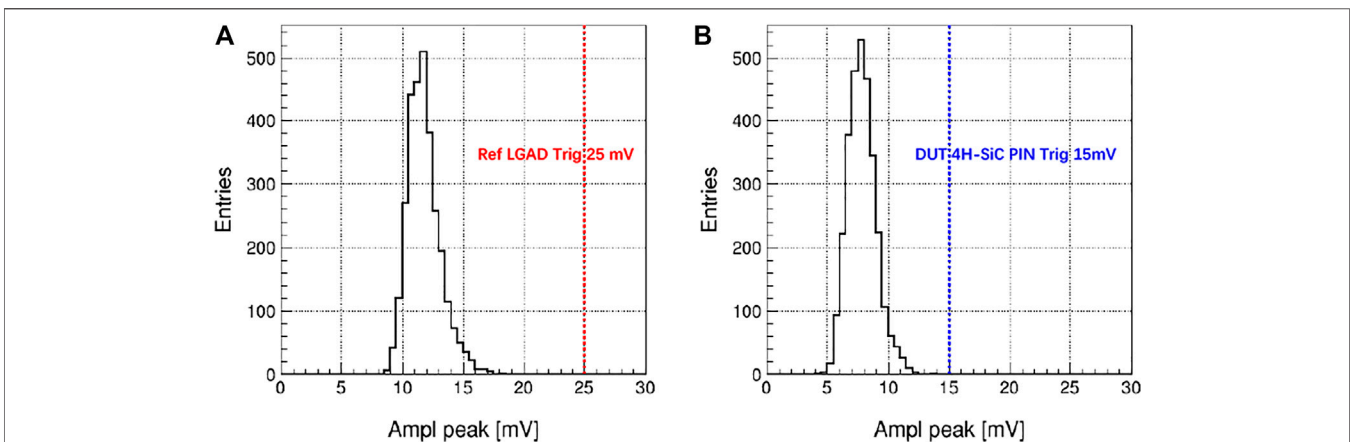 A
500
400
300
200
100
0
Entries
Ref LGAD Trig 25 mV
0 5 10 15 20 25 30
Ampl peak [mV]
B
500
400
300
200
100
0
Entries
DUT 4H-SiC PIN Trig 15mV
0 5 10 15 20 25 30
Ampl peak [mV]